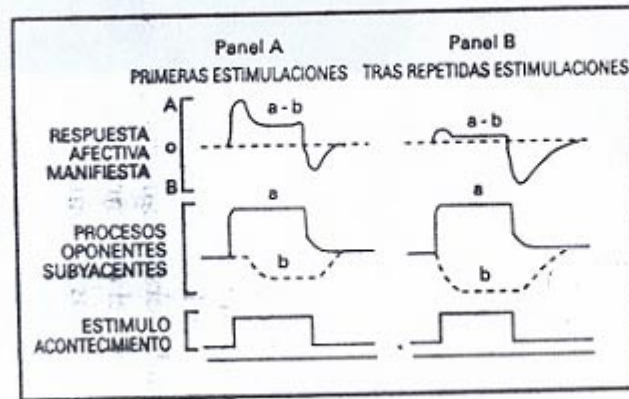 Panel A
Panel B
PRIMERAS ESTIMULACIONES
TRAS REPETIDAS ESTIMULACIONES
RESPUESTA
AFECTIVA
MANIFIESTA
A
o
B
a - b
a - b
PROCESOS
OPONENTES
SUBYACENTES
a
b
a
b
ESTIMULO
ACONTECIMIENTO